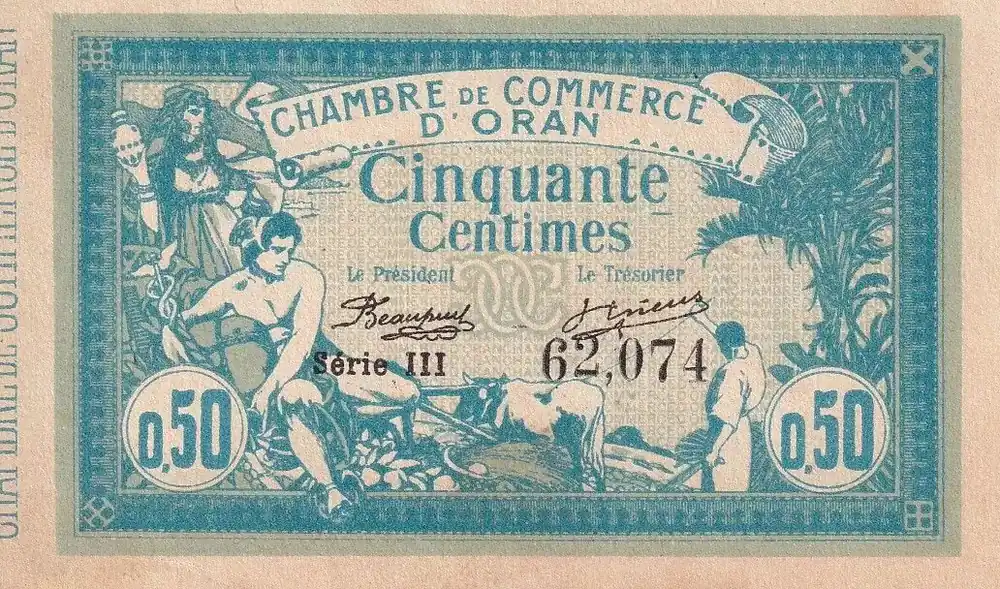 CHAMBRE DE COMMERCE
D'ORAN
Cinquante
Centimes
Le Président
Le Trésorier
Série III
62,074
0,50
0,50